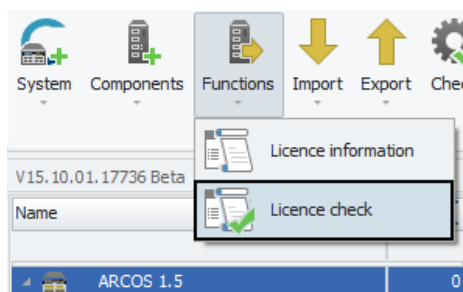 System Components Functions Import Export Chec
Licence information
V15.10.01.17736 Beta
Name
Licence check
ARCOS 1.5 0